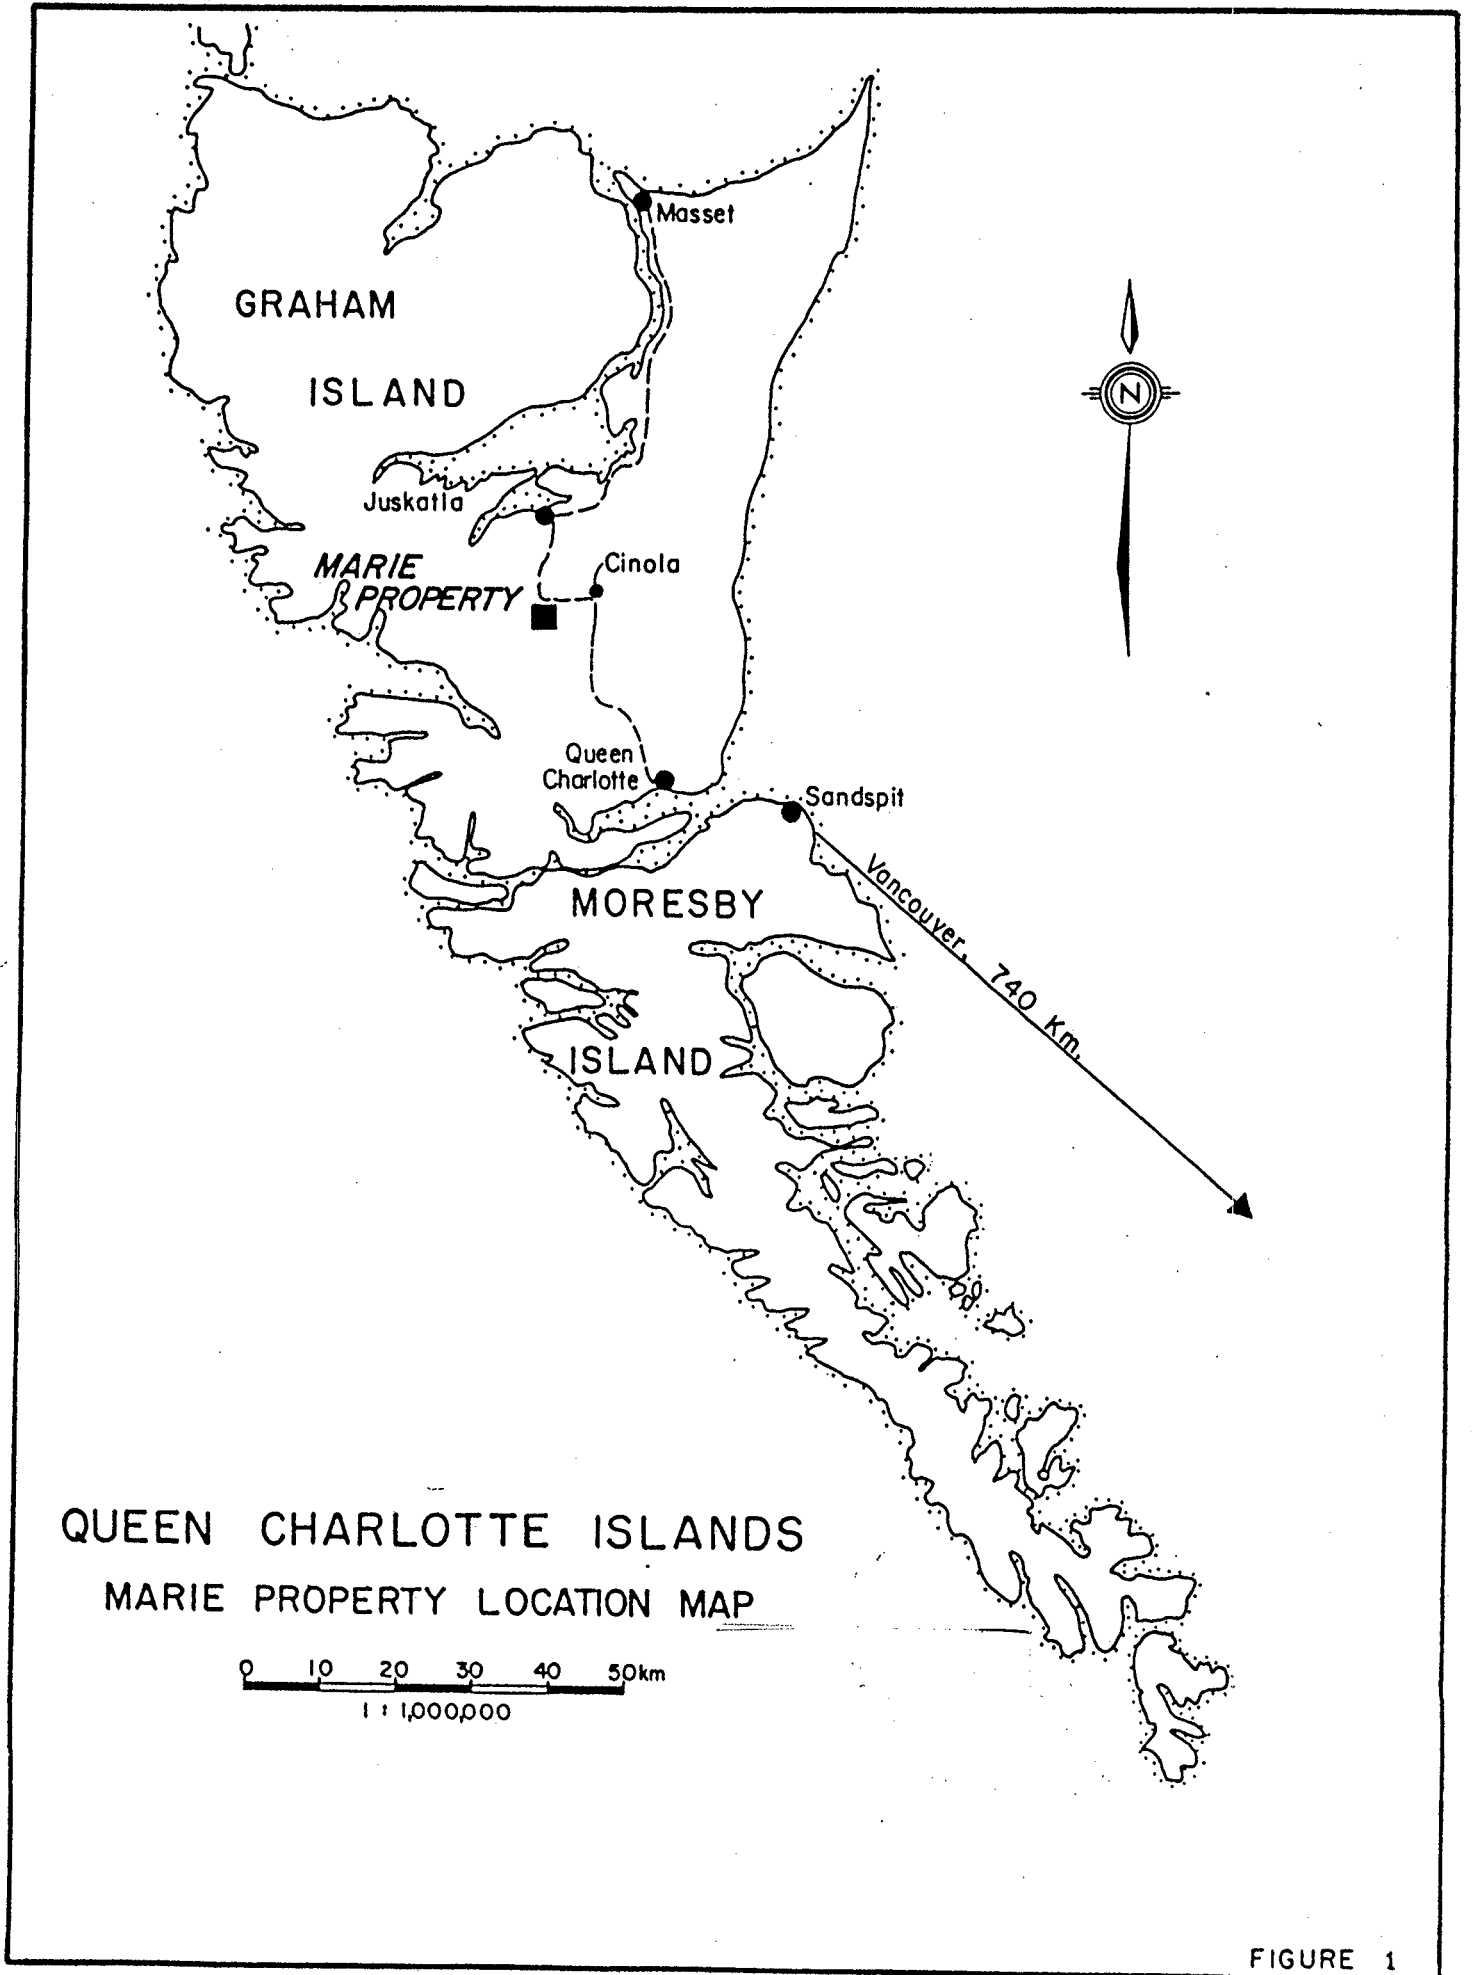 Masset
GRAHAM
ISLAND
N
Juskatla
MARIE
PROPERTY
Cinola
Queen
Charlotte
Sandspit
Vancouver, 740 Km.
MORESBY
ISLAND
QUEEN CHARLOTTE ISLANDS
MARIE PROPERTY LOCATION MAP
0 10 20 30 40 50km
1 : 1,000,000
FIGURE 1